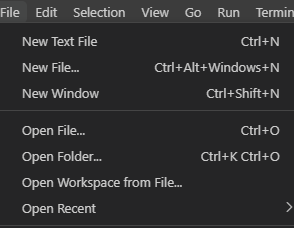 File Edit Selection View Go Run Termin
New Text File Ctrl+N
New File... Ctrl+Alt+Windows+N
New Window Ctrl+Shift+N
Open File... Ctrl+O
Open Folder... Ctrl+K Ctrl+O
Open Workspace from File...
Open Recent